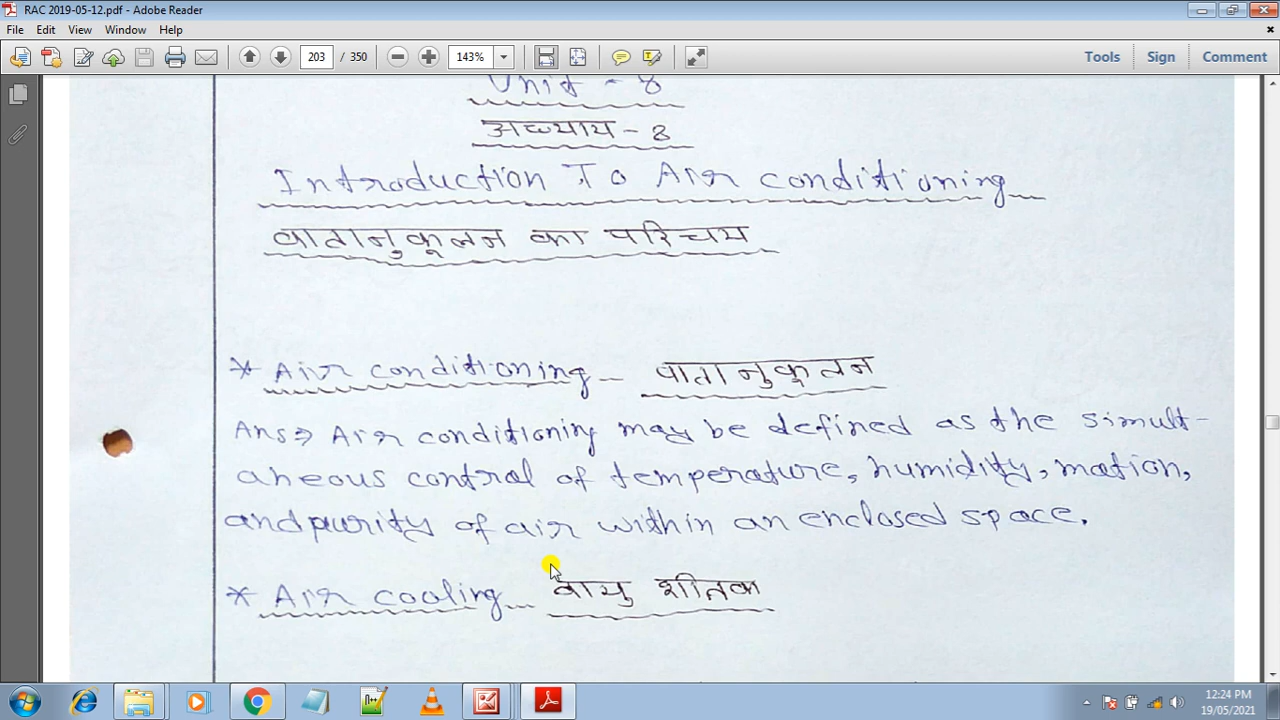 RAC 2019-05-12.pdf - Adobe Reader
File Edit View Window Help
203 / 350 143% Tools Sign Comment
Unit - 8
अध्याय - 8
Introduction To Air conditioning
वातानुकूलन का परिचय
* Air conditioning वातानुकूलन
Ans⇒ Air conditioning may be defined as the simult-
aneous control of temperature, humidity, mation,
and purity of air within an enclosed space.
* Air cooling वायु शीतक
12:24 PM
19/05/2021